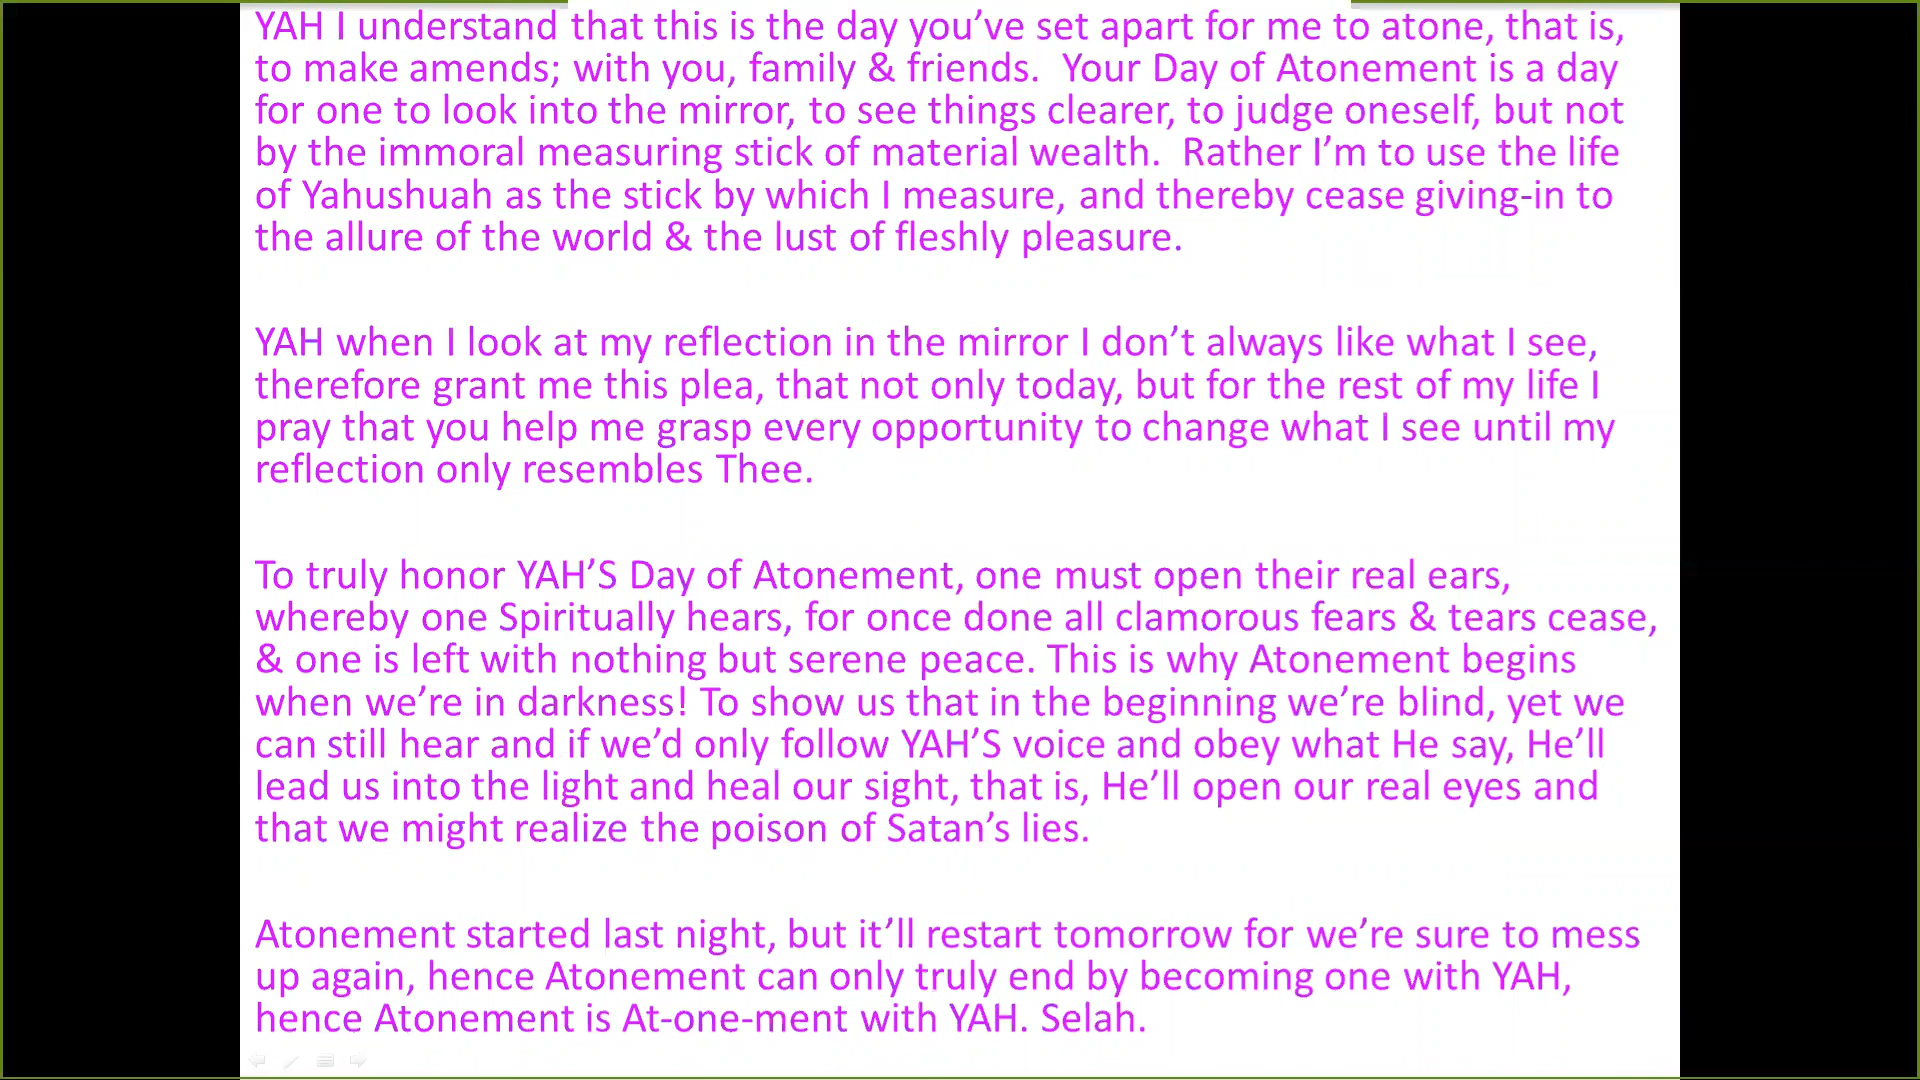 YAH I understand that this is the day you’ve set apart for me to atone, that is,
to make amends; with you, family & friends.  Your Day of Atonement is a day
for one to look into the mirror, to see things clearer, to judge oneself, but not
by the immoral measuring stick of material wealth.  Rather I’m to use the life
of Yahushuah as the stick by which I measure, and thereby cease giving-in to
the allure of the world & the lust of fleshly pleasure.
YAH when I look at my reflection in the mirror I don’t always like what I see,
therefore grant me this plea, that not only today, but for the rest of my life I
pray that you help me grasp every opportunity to change what I see until my
reflection only resembles Thee.
To truly honor YAH’S Day of Atonement, one must open their real ears,
whereby one Spiritually hears, for once done all clamorous fears & tears cease,
& one is left with nothing but serene peace. This is why Atonement begins
when we’re in darkness! To show us that in the beginning we’re blind, yet we
can still hear and if we’d only follow YAH’S voice and obey what He say, He’ll
lead us into the light and heal our sight, that is, He’ll open our real eyes and
that we might realize the poison of Satan’s lies.
Atonement started last night, but it’ll restart tomorrow for we’re sure to mess
up again, hence Atonement can only truly end by becoming one with YAH,
hence Atonement is At-one-ment with YAH. Selah.